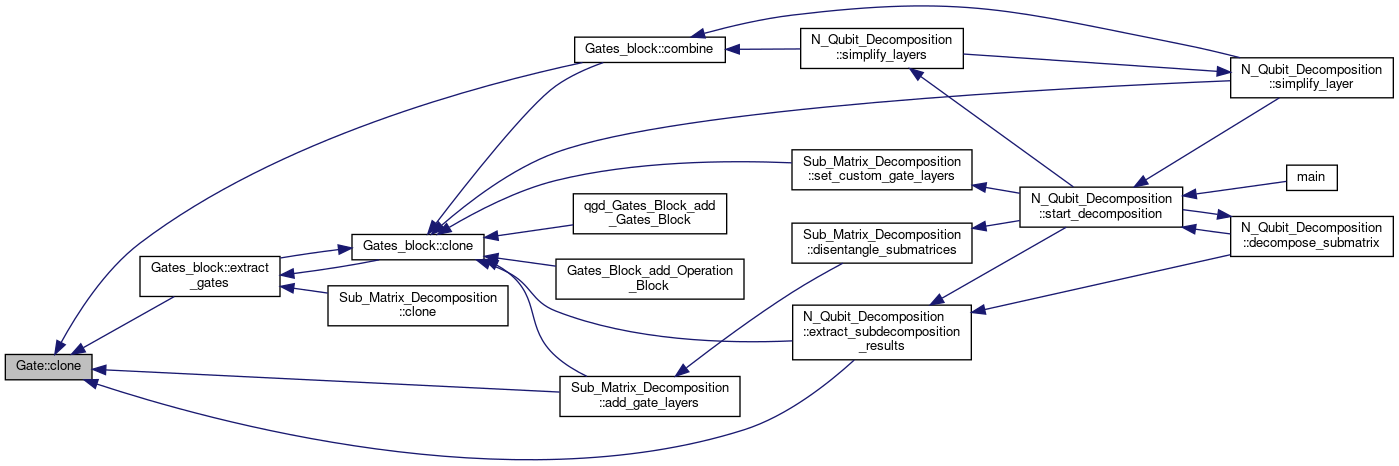 Gate::clone
Gates_block::extract
_gates
Gates_block::clone
Sub_Matrix_Decomposition
::clone
Gates_block::combine
qgd_Gates_Block_add
_Gates_Block
Gates_Block_add_Operation
_Block
Sub_Matrix_Decomposition
::add_gate_layers
N_Qubit_Decomposition
::simplify_layers
Sub_Matrix_Decomposition
::set_custom_gate_layers
Sub_Matrix_Decomposition
::disentangle_submatrices
N_Qubit_Decomposition
::extract_subdecomposition
_results
N_Qubit_Decomposition
::start_decomposition
N_Qubit_Decomposition
::simplify_layer
main
N_Qubit_Decomposition
::decompose_submatrix